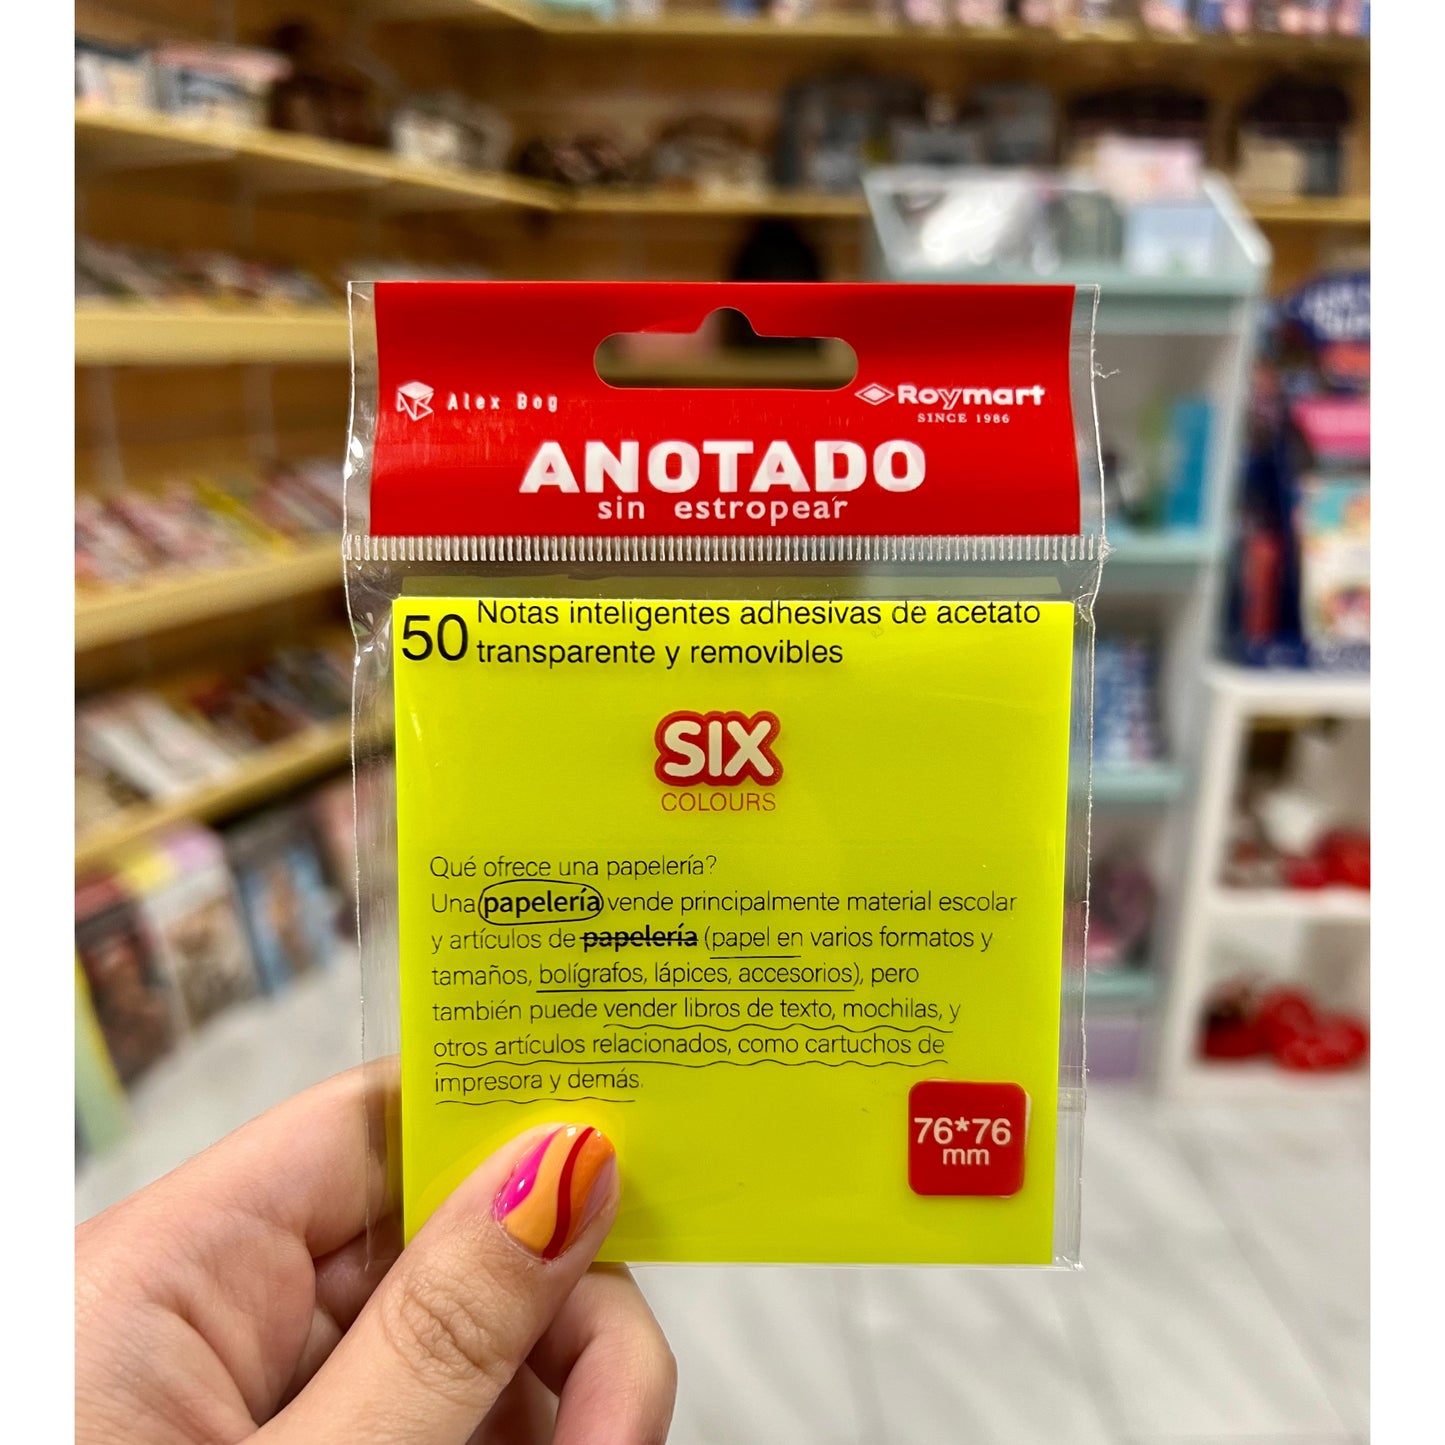 Alex Bog
Roymart
SINCE 1986
ANOTADO
sin estropear
50 Notas inteligentes adhesivas de acetato
transparente y removibles
SIX
COLOURS
Qué ofrece una papelería?
Una papelería vende principalmente material escolar
y artículos de papelería (papel en varios formatos y
tamaños, bolígrafos, lápices, accesorios), pero
también puede vender libros de texto, mochilas, y
otros artículos relacionados, como cartuchos de
impresora y demás.
76*76
mm